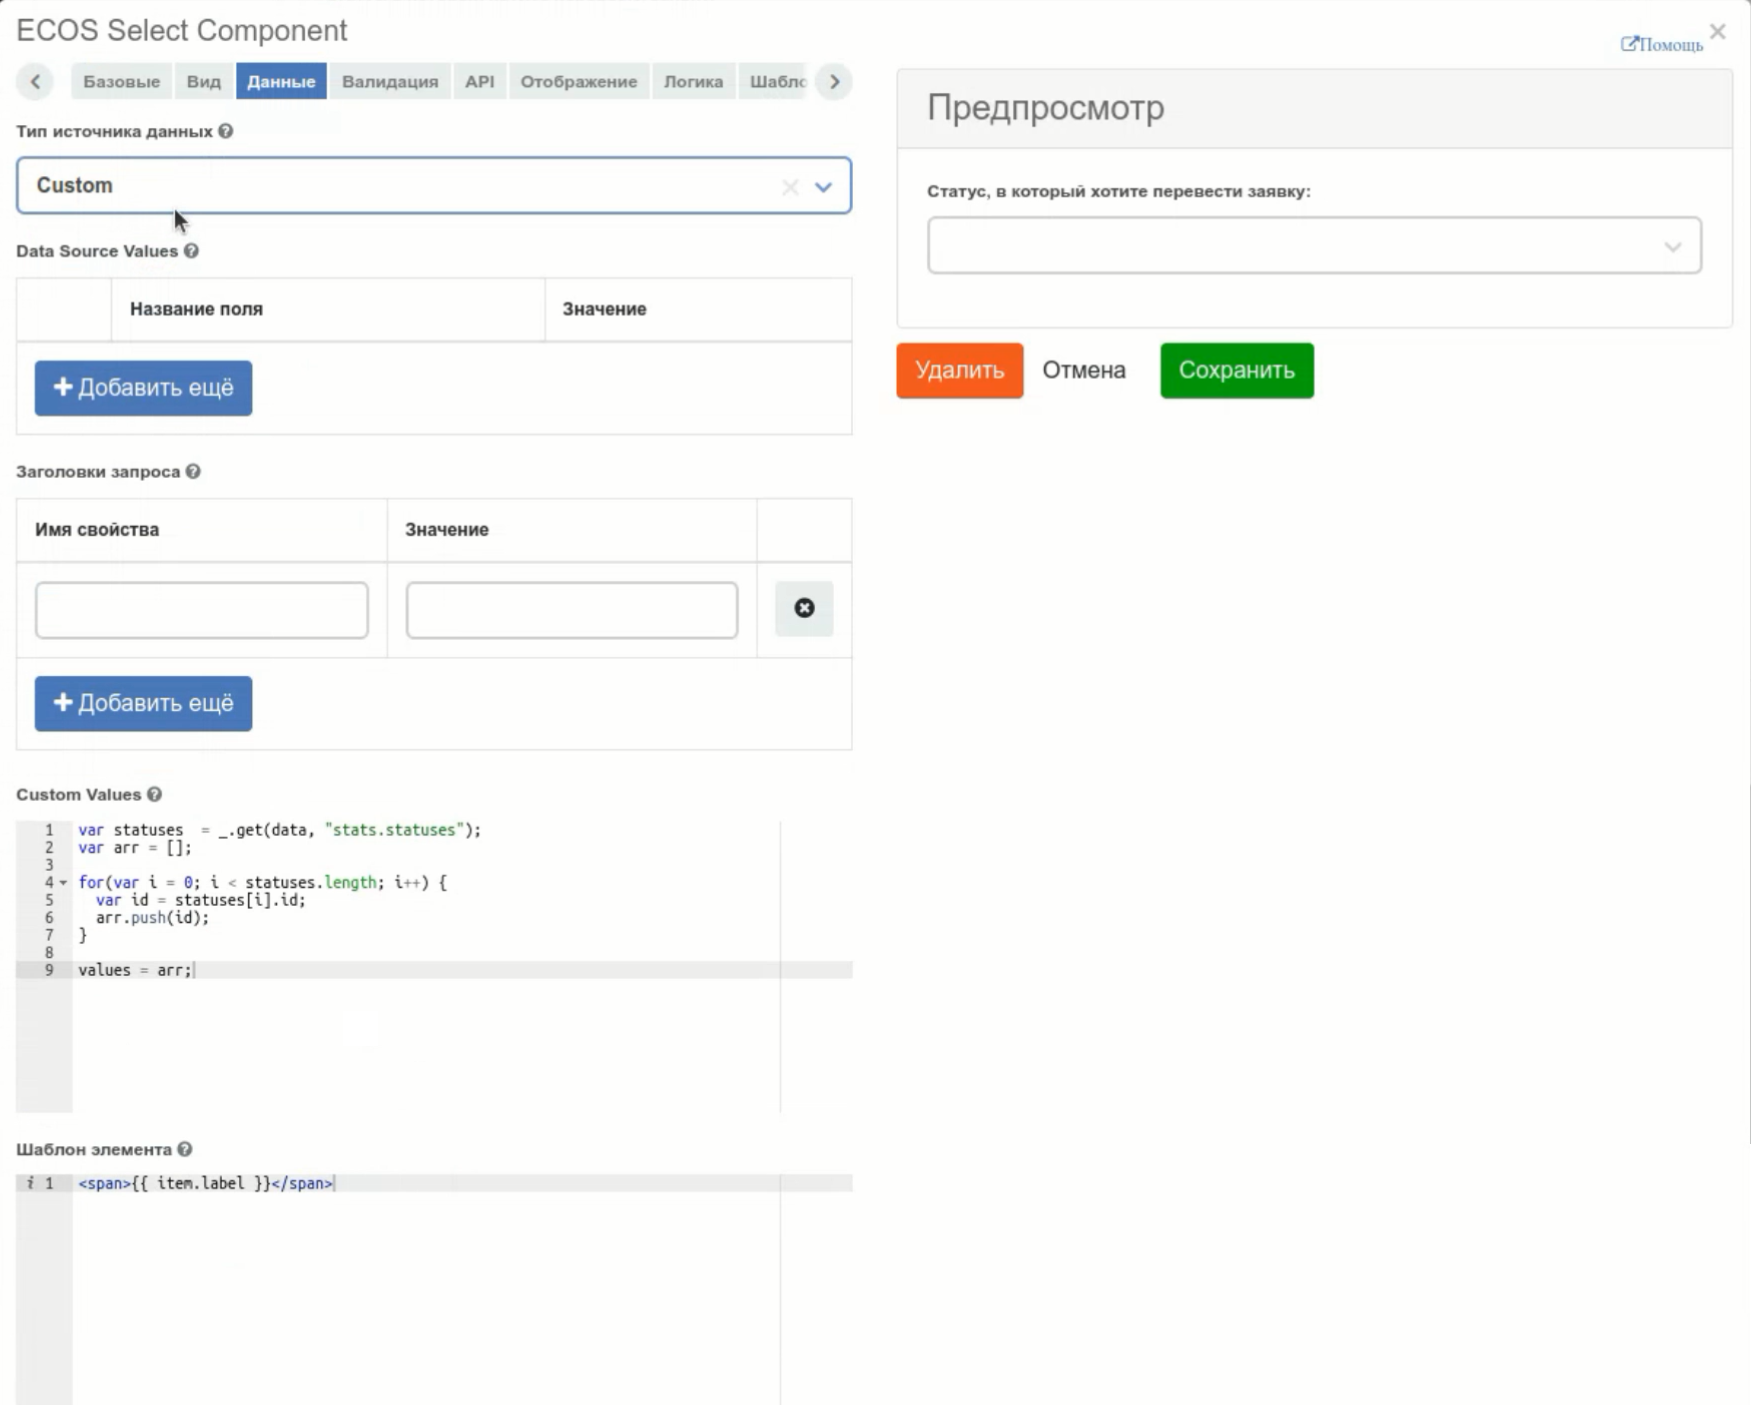 ECOS Select Component
Помощь
Базовые Вид Данные Валидация API Отображение Логика Шабло
Тип источника данных
Custom
Data Source Values
Название поля Значение
Добавить ещё
Заголовки запроса
Имя свойства Значение
Добавить ещё
Custom Values
1 var statuses  = _.get(data, "stats.statuses");
2 var arr = [];
3
4 for(var i = 0; i < statuses.length; i++) {
5   var id = statuses[i].id;
6   arr.push(id);
7 }
8
9 values = arr;
Шаблон элемента
i 1 <span>{{ item.label }}</span>
Предпросмотр
Статус, в который хотите перевести заявку:
Удалить Отмена Сохранить